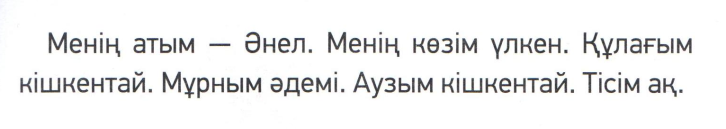 Менің атым — Әнел. Менің көзім үлкен. Құлағым
кішкентай. Мұрным әдемі. Аузым кішкентай. Тісім ақ.